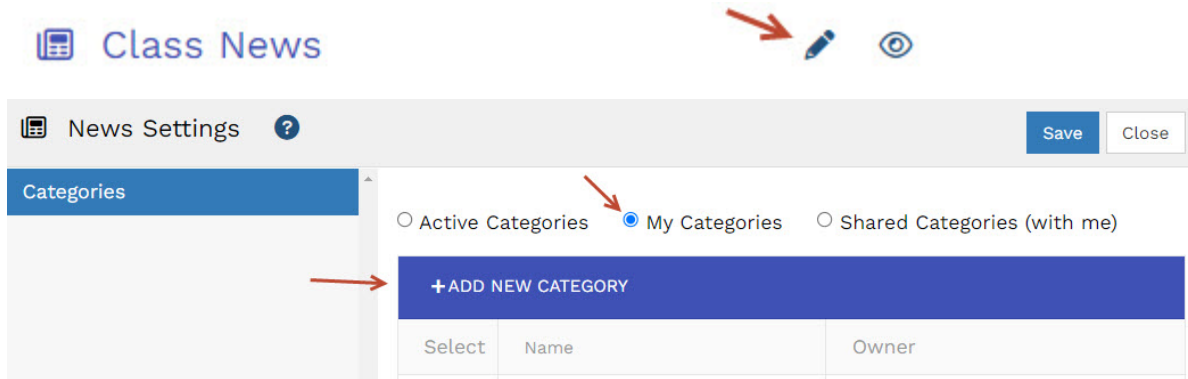 Class News
News Settings
Save Close
Categories
Active Categories My Categories Shared Categories (with me)
+ADD NEW CATEGORY
Select Name Owner